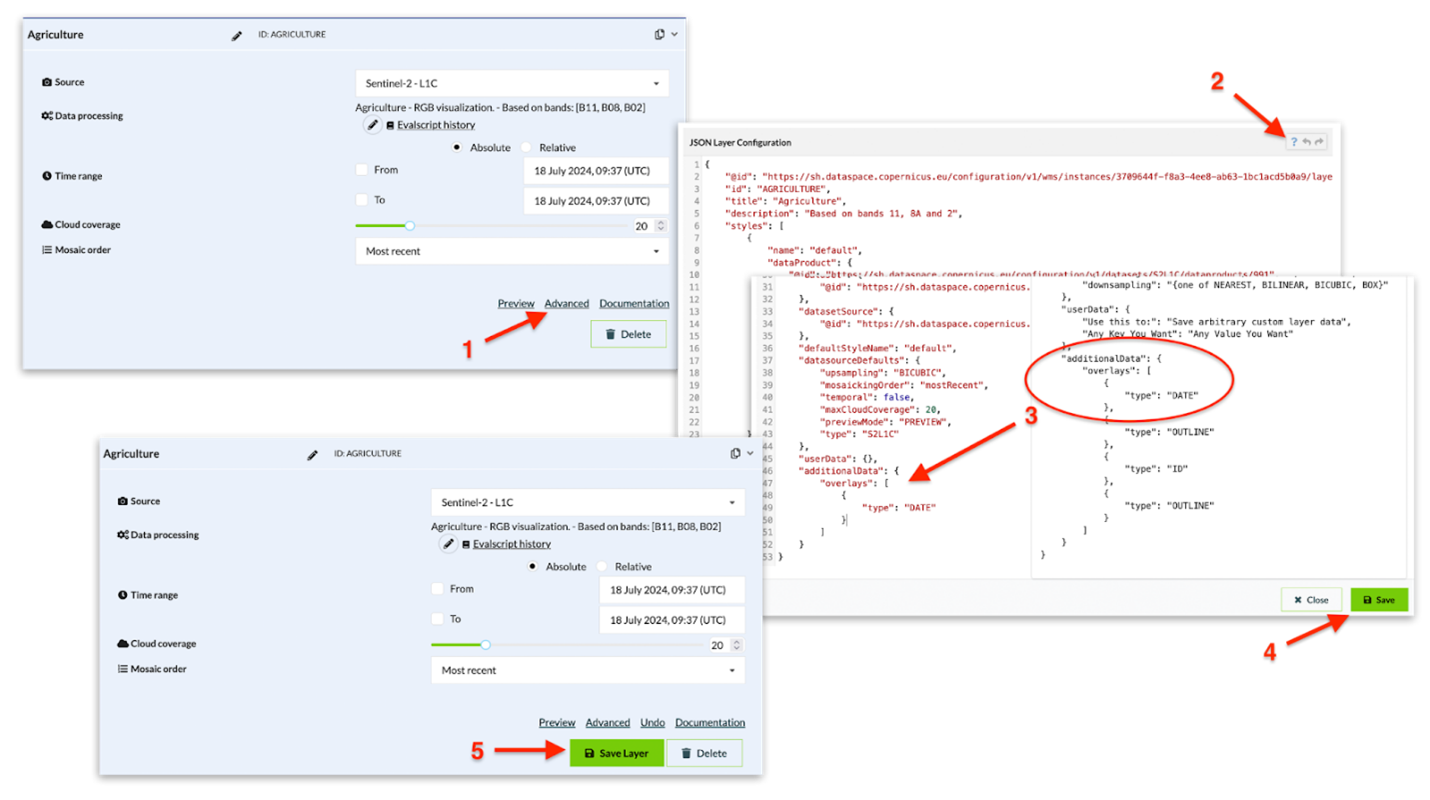 Agriculture ID: AGRICULTURE
Source Sentinel-2 - L1C
Data processing Agriculture - RGB visualization. - Based on bands: [B11, B08, B02]
Evalscript history
Absolute Relative
Time range From 18 July 2024, 09:37 (UTC)
To 18 July 2024, 09:37 (UTC)
Cloud coverage 20
Mosaic order Most recent
Preview Advanced Documentation
Delete
1
2
JSON Layer Configuration
?
1 {
2 "@id": "https://sh.dataspace.copernicus.eu/configuration/v1/wms/instances/3709644f-f8a3-4ee8-ab63-1bc1acd5b0a9/laye
3 "id": "AGRICULTURE",
4 "title": "Agriculture",
5 "description": "Based on bands 11, 8A and 2",
6 "styles": [
7 {
8 "name": "default",
9 "dataProduct": {
10 "@id": "https://sh.dataspace.copernicus.eu/configuration/v1/datasets/S2L1C/dataproducts/991"
11
12
13
14
15
16
17
18
19
20
21
22
23 }
31 "@id": "https://sh.dataspace.copernicus.
32 },
33 "datasetSource": {
34 "@id": "https://sh.dataspace.copernicus.
35 },
36 "defaultStyleName": "default",
37 "datasourceDefaults": {
38 "upsampling": "BICUBIC",
39 "mosaickingOrder": "mostRecent",
40 "temporal": false,
41 "maxCloudCoverage": 20,
42 "previewMode": "PREVIEW",
43 "type": "S2L1C"
44 },
45 "userData": {},
46 "additionalData": {
47 "overlays": [
48 {
49 "type": "DATE"
50 }
51 ]
52 }
53 }
"downsampling": "{one of NEAREST, BILINEAR, BICUBIC, BOX}"
},
"userData": {
"Use this to:": "Save arbitrary custom layer data",
"Any Key You Want": "Any Value You Want"
},
"additionalData": {
"overlays": [
{
"type": "DATE"
},
{
"type": "OUTLINE"
},
{
"type": "ID"
},
{
"type": "OUTLINE"
}
]
}
}
3
Close Save
4
Agriculture ID: AGRICULTURE
Source Sentinel-2 - L1C
Data processing Agriculture - RGB visualization. - Based on bands: [B11, B08, B02]
Evalscript history
Absolute Relative
Time range From 18 July 2024, 09:37 (UTC)
To 18 July 2024, 09:37 (UTC)
Cloud coverage 20
Mosaic order Most recent
Preview Advanced Undo Documentation
5 Save Layer Delete